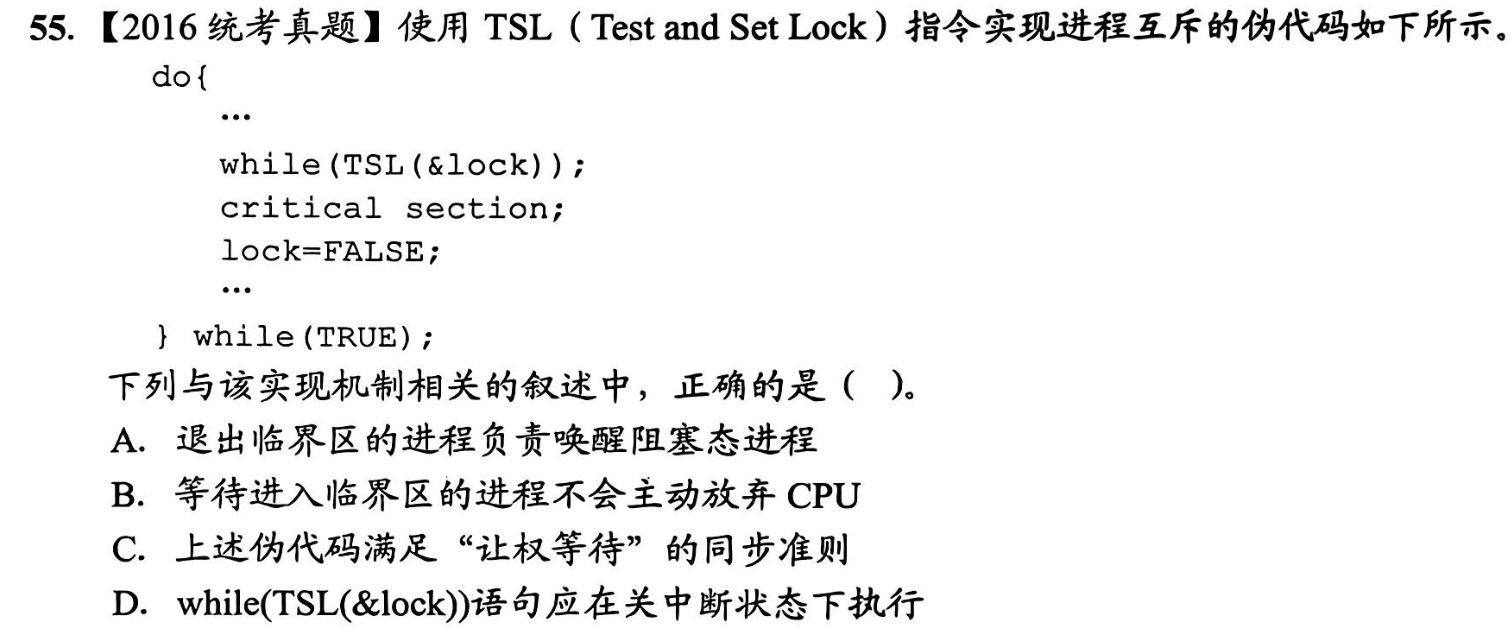 55. 【2016 统考真题】使用 TSL（Test and Set Lock）指令实现进程互斥的伪代码如下所示。
do{
…
while(TSL(&lock));
critical section;
lock=FALSE;
…
} while(TRUE);
下列与该实现机制相关的叙述中，正确的是（ ）。
A. 退出临界区的进程负责唤醒阻塞态进程
B. 等待进入临界区的进程不会主动放弃 CPU
C. 上述伪代码满足“让权等待”的同步准则
D. while(TSL(&lock))语句应在关中断状态下执行